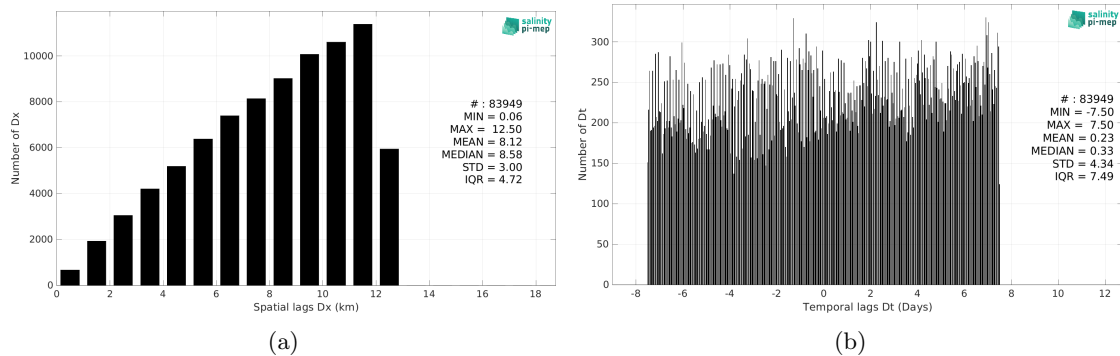 salinity
pi-mep
10000
8000
6000
4000
2000
0
Number of Dx
# : 83949
MIN = 0.06
MAX = 12.50
MEAN = 8.12
MEDIAN = 8.58
STD = 3.00
IQR = 4.72
0 2 4 6 8 10 12 14 16 18
Spatial lags Dx (km)
(a)
salinity
pi-mep
300
250
200
150
100
50
0
Number of Dt
# : 83949
MIN = -7.50
MAX = 7.50
MEAN = 0.23
MEDIAN = 0.33
STD = 4.34
IQR = 7.49
-8 -6 -4 -2 0 2 4 6 8 10 12
Temporal lags Dt (Days)
(b)